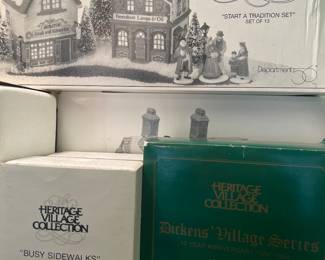 "START A TRADITION SET"
SET OF 13
Department 56
HERITAGE
VILLAGE
COLLECTION
"BUSY SIDEWALKS"
HERITAGE
VILLAGE
COLLECTION
Dickens' Village Series